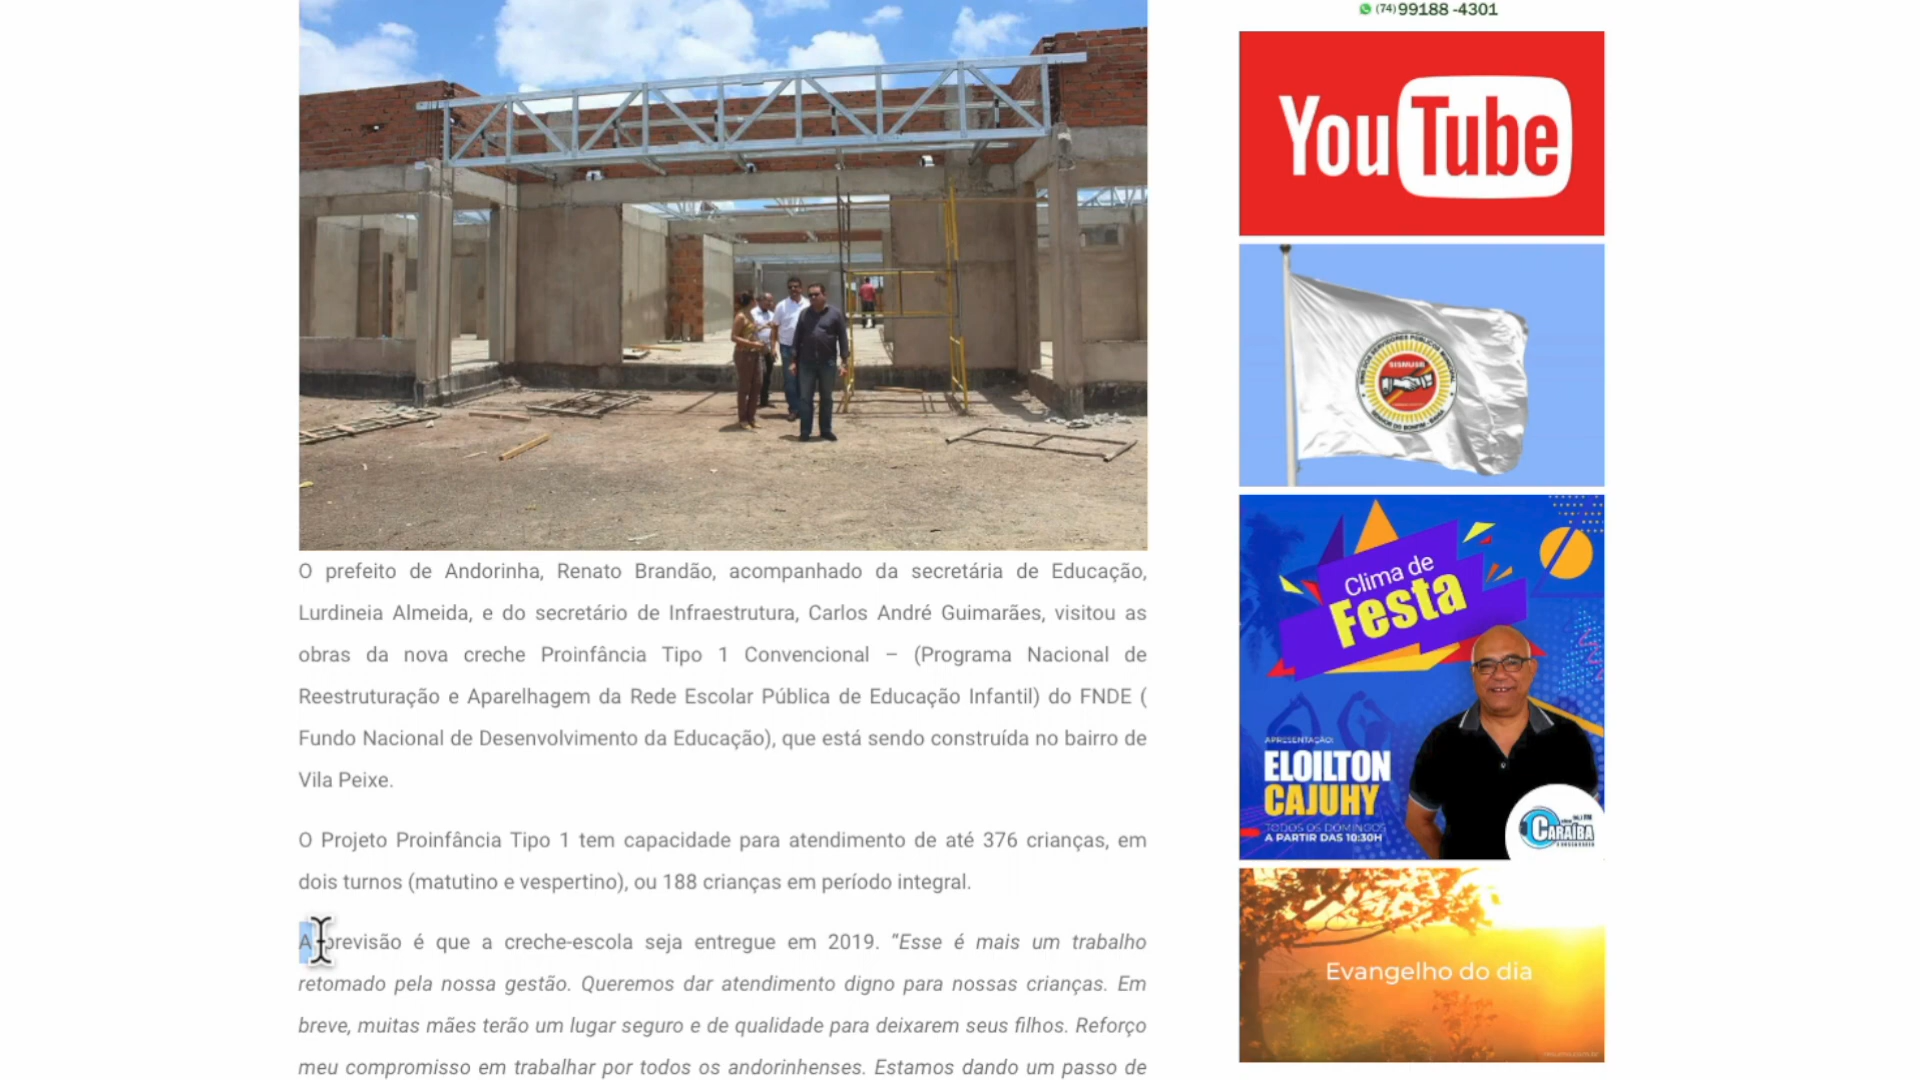 O prefeito de Andorinha, Renato Brandão, acompanhado da secretária de Educação,
Lurdineia Almeida, e do secretário de Infraestrutura, Carlos André Guimarães, visitou as
obras da nova creche Proinfância Tipo 1 Convencional – (Programa Nacional de
Reestruturação e Aparelhagem da Rede Escolar Pública de Educação Infantil) do FNDE (
Fundo Nacional de Desenvolvimento da Educação), que está sendo construída no bairro de
Vila Peixe.
O Projeto Proinfância Tipo 1 tem capacidade para atendimento de até 376 crianças, em
dois turnos (matutino e vespertino), ou 188 crianças em período integral.
A previsão é que a creche-escola seja entregue em 2019. “Esse é mais um trabalho
retomado pela nossa gestão. Queremos dar atendimento digno para nossas crianças. Em
breve, muitas mães terão um lugar seguro e de qualidade para deixarem seus filhos. Reforço
meu compromisso em trabalhar por todos os andorinhenses. Estamos dando um passo de
(74) 99188 -4301
YouTube
SISMUSB
SENHOR DO BONFIM - BAHIA
Clima de
Festa
APRESENTAÇÃO:
ELOILTON
CAJUHY
TODOS OS DOMINGOS
A PARTIR DAS 10:30H
CARAÍBA
Evangelho do dia